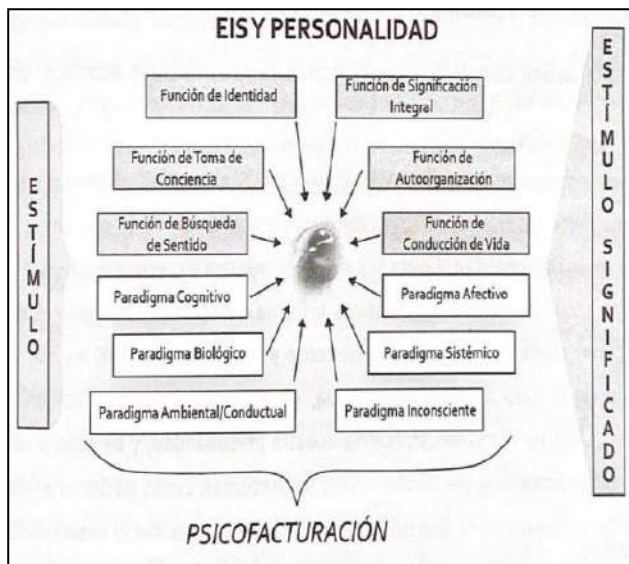 EIS Y PERSONALIDAD
ESTÍMULO
Función de Identidad
Función de Significación
Integral
Función de Toma de
Conciencia
Función de
Autoorganización
Función de Búsqueda
de Sentido
Función de
Conducción de Vida
Paradigma Cognitivo
Paradigma Afectivo
Paradigma Biológico
Paradigma Sistémico
Paradigma Ambiental/Conductual
Paradigma Inconsciente
ESTÍMULO SIGNIFICADO
PSICOFACTURACIÓN